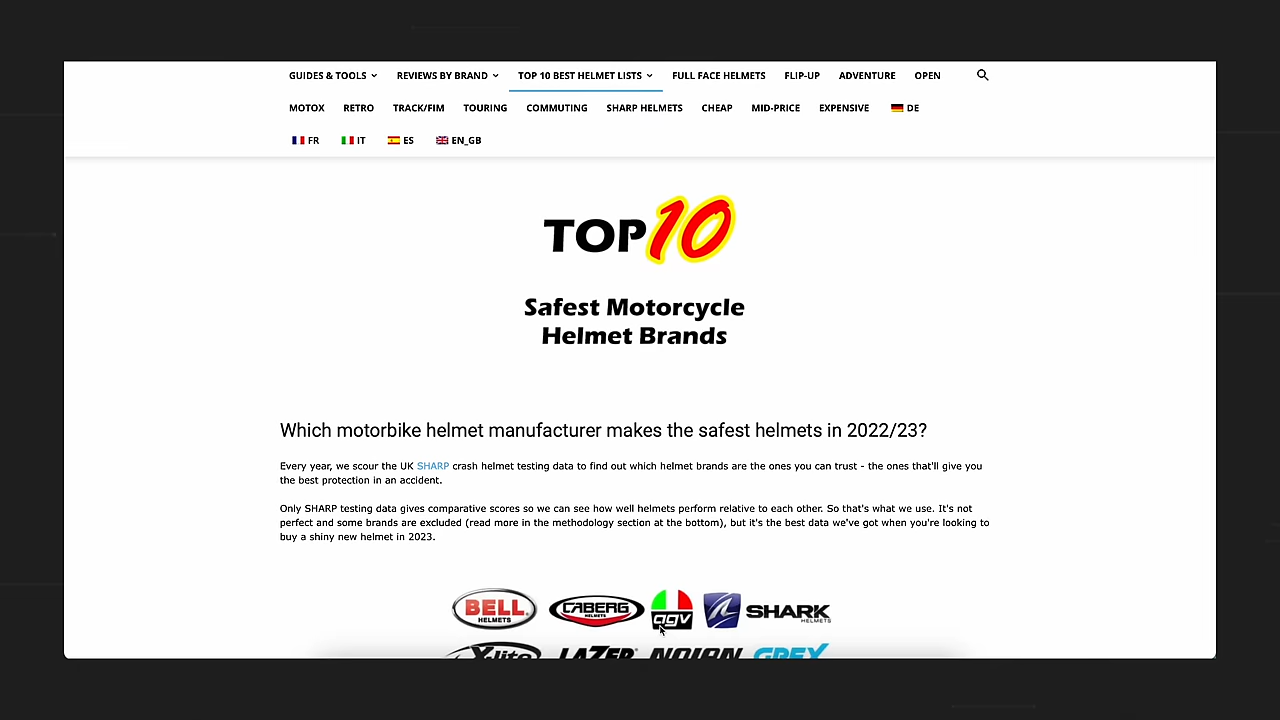 GUIDES & TOOLS REVIEWS BY BRAND TOP 10 BEST HELMET LISTS FULL FACE HELMETS FLIP-UP ADVENTURE OPEN
MOTOX RETRO TRACK/FIM TOURING COMMUTING SHARP HELMETS CHEAP MID-PRICE EXPENSIVE DE
FR IT ES EN_GB
TOP10
Safest Motorcycle
Helmet Brands
Which motorbike helmet manufacturer makes the safest helmets in 2022/23?
Every year, we scour the UK SHARP crash helmet testing data to find out which helmet brands are the ones you can trust - the ones that'll give you
the best protection in an accident.
Only SHARP testing data gives comparative scores so we can see how well helmets perform relative to each other. So that's what we use. It's not
perfect and some brands are excluded (read more in the methodology section at the bottom), but it's the best data we've got when you're looking to
buy a shiny new helmet in 2023.
BELL HELMETS CABERG HELMETS agv SHARK HELMETS
X-lite LAZER NOLAN GREX